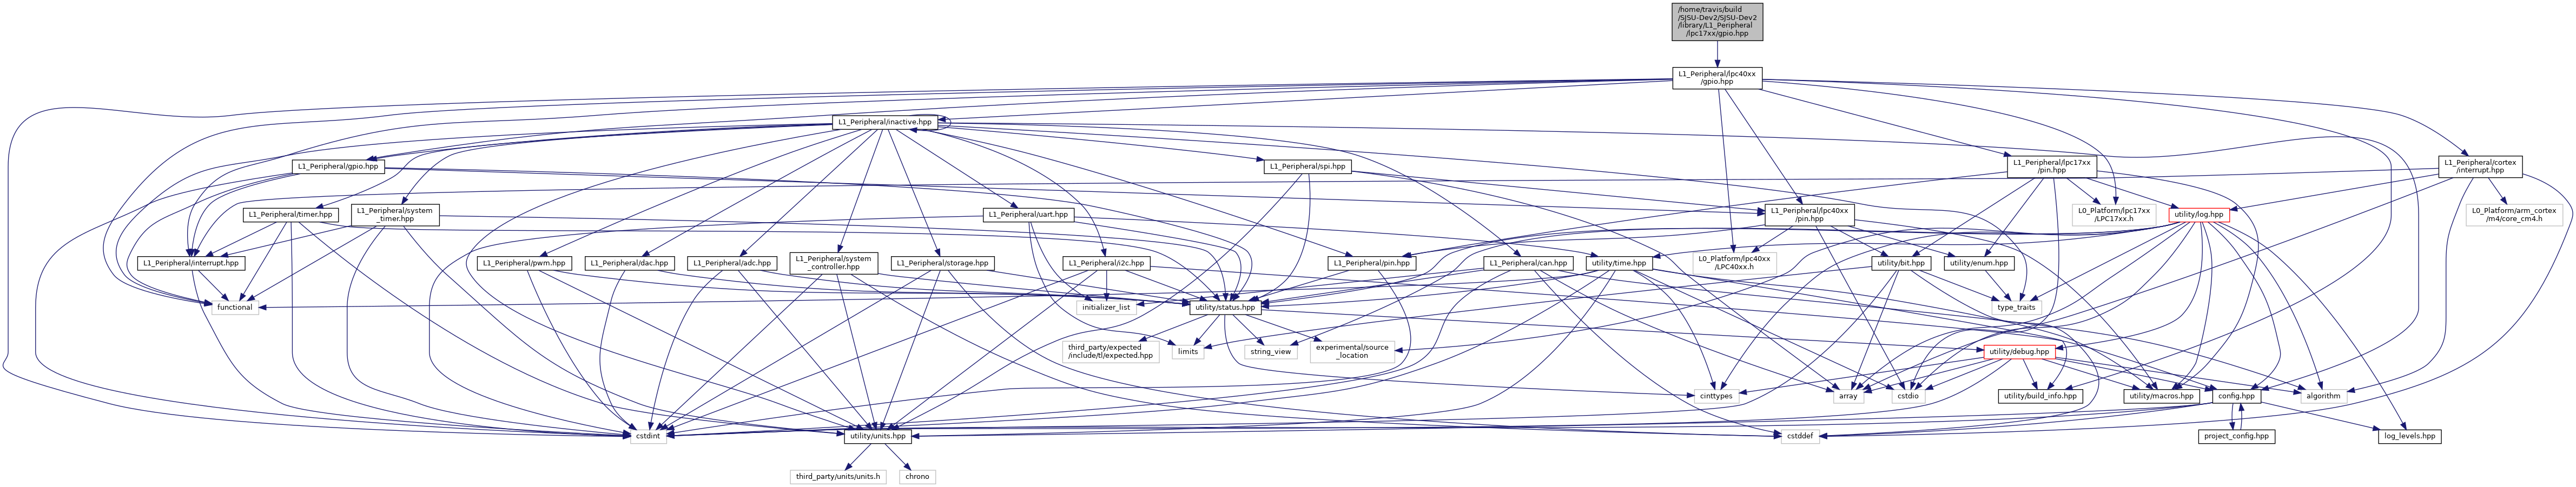 /home/travis/build
/SJSU-Dev2/SJSU-Dev2
/library/L1_Peripheral
/lpc17xx/gpio.hpp
L1_Peripheral/lpc40xx
/gpio.hpp
L1_Peripheral/inactive.hpp
L1_Peripheral/gpio.hpp
L1_Peripheral/spi.hpp
L1_Peripheral/lpc17xx
/pin.hpp
L1_Peripheral/cortex
/interrupt.hpp
L1_Peripheral/timer.hpp
L1_Peripheral/system
_timer.hpp
L1_Peripheral/uart.hpp
L1_Peripheral/lpc40xx
/pin.hpp
L0_Platform/lpc17xx
/LPC17xx.h
utility/log.hpp
L0_Platform/arm_cortex
/m4/core_cm4.h
L1_Peripheral/interrupt.hpp
L1_Peripheral/pwm.hpp
L1_Peripheral/dac.hpp
L1_Peripheral/adc.hpp
L1_Peripheral/system
_controller.hpp
L1_Peripheral/storage.hpp
L1_Peripheral/i2c.hpp
L1_Peripheral/pin.hpp
L1_Peripheral/can.hpp
utility/time.hpp
L0_Platform/lpc40xx
/LPC40xx.h
utility/bit.hpp
utility/enum.hpp
functional
initializer_list
utility/status.hpp
type_traits
third_party/expected
/include/tl/expected.hpp
limits
string_view
experimental/source
_location
utility/debug.hpp
cinttypes
array
cstdio
utility/build_info.hpp
utility/macros.hpp
config.hpp
algorithm
cstdint
utility/units.hpp
cstddef
project_config.hpp
log_levels.hpp
third_party/units/units.h
chrono